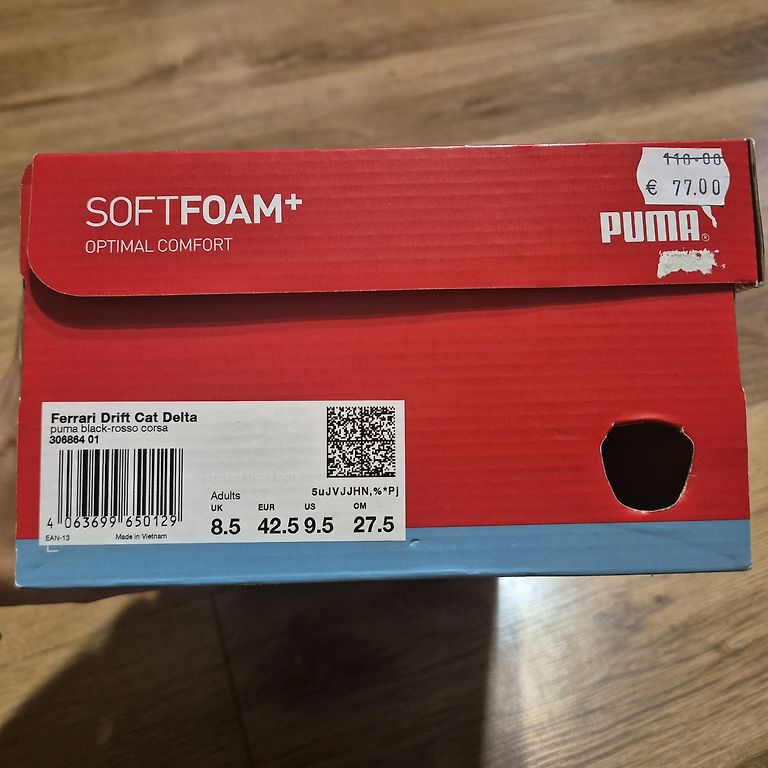 110.00
€ 77.00
SOFTFOAM+
OPTIMAL COMFORT
PUMA®
Ferrari Drift Cat Delta
puma black-rosso corsa
306864 01
5uJVJJHN,%*Pj
Adults
UK EUR US CM
8.5 42.5 9.5 27.5
4 063699 650129
EAN-13 Made in Vietnam